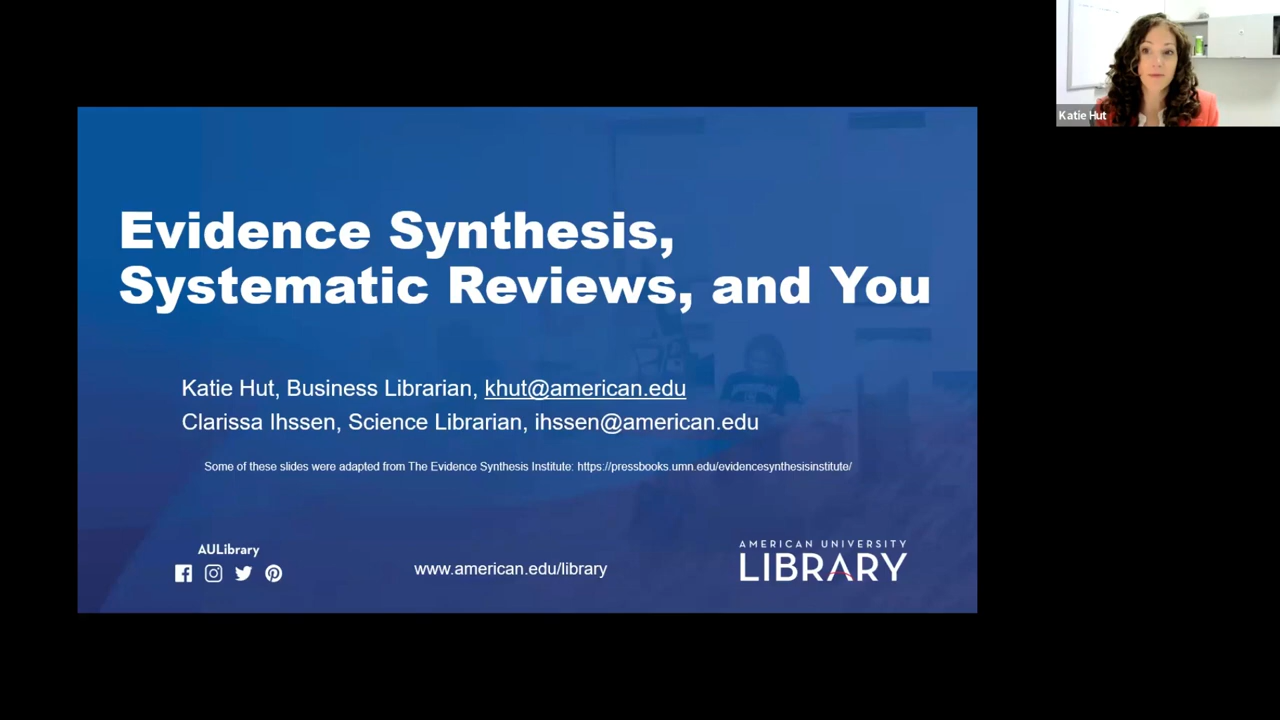 Katie Hut
Evidence Synthesis,
Systematic Reviews, and You
Katie Hut, Business Librarian, khut@american.edu
Clarissa Ihssen, Science Librarian, ihssen@american.edu
Some of these slides were adapted from The Evidence Synthesis Institute: https://pressbooks.umn.edu/evidencesynthesisinstitute/
AULibrary
www.american.edu/library
AMERICAN UNIVERSITY
LIBRARY